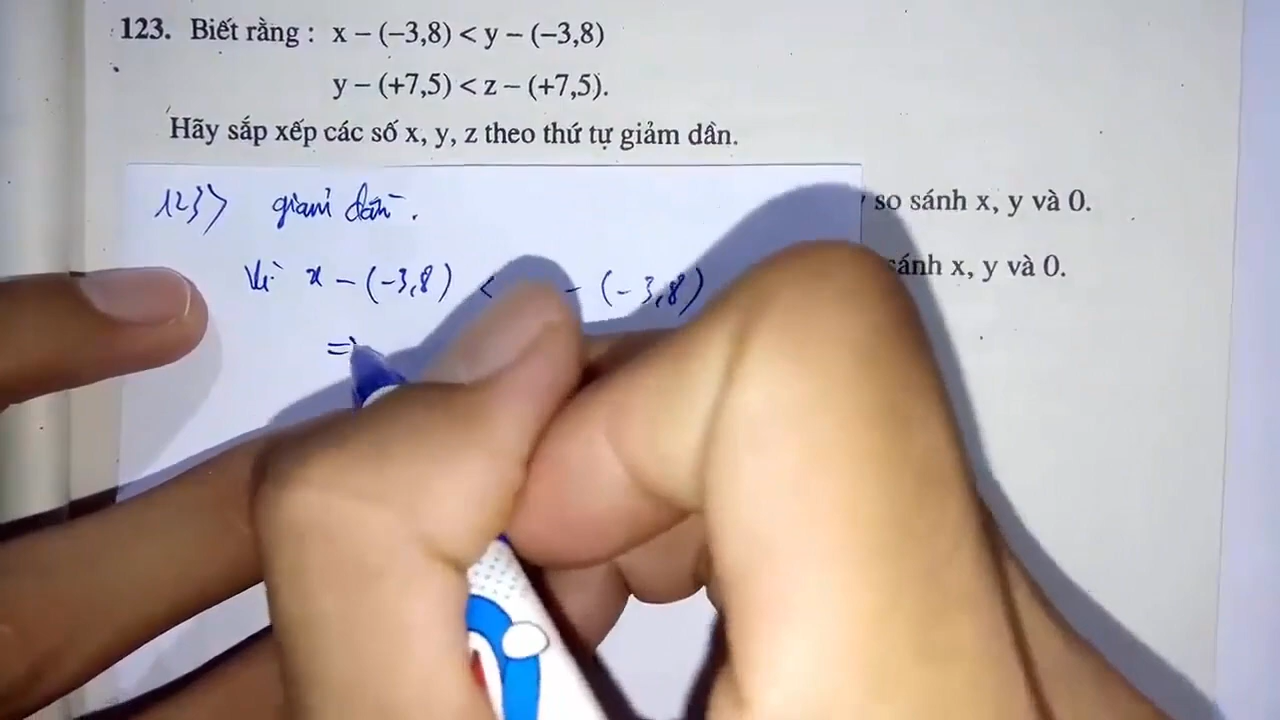 123. Biết rằng : x – (–3,8) < y – (–3,8)
y – (+7,5) < z – (+7,5).
Hãy sắp xếp các số x, y, z theo thứ tự giảm dần.
123> giảm dần.
so sánh x, y và 0.
Vì x – (–3,8) < – (–3,8)
sánh x, y và 0.
=>